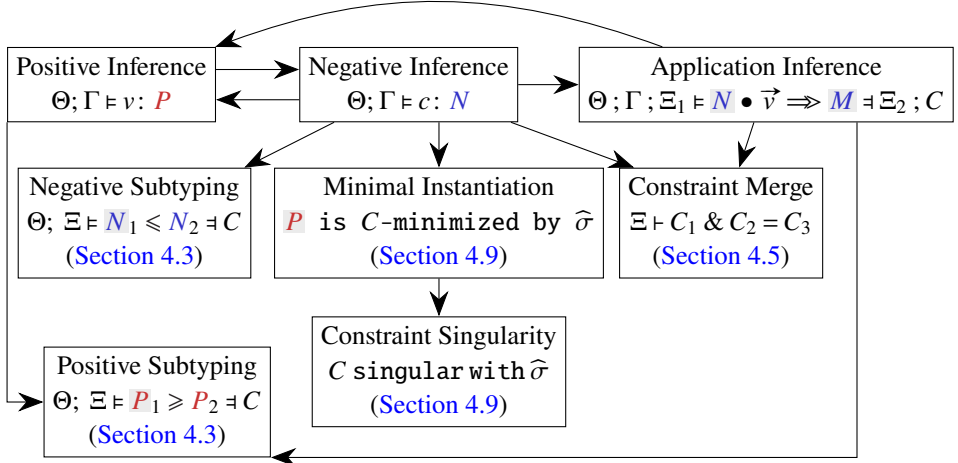 Positive Inference
Θ; Γ ⊨ v: P
Negative Inference
Θ; Γ ⊨ c: N
Application Inference
Θ ; Γ ; Ξ₁ ⊨ N • v⃗ ⇒> M ⫤ Ξ₂ ; C
Negative Subtyping
Θ; Ξ ⊨ N₁ ⩽ N₂ ⫤ C
(Section 4.3)
Minimal Instantiation
P is C-minimized by σ̂
(Section 4.9)
Constraint Merge
Ξ ⊢ C₁ & C₂ = C₃
(Section 4.5)
Constraint Singularity
C singular with σ̂
(Section 4.9)
Positive Subtyping
Θ; Ξ ⊨ P₁ ⩾ P₂ ⫤ C
(Section 4.3)